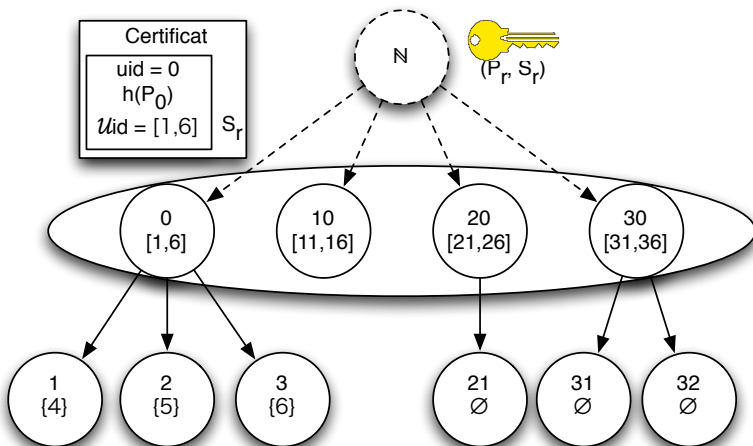 Certificat
uid = 0
h(P0)
𝒰id = [1,6]
Sr
ℕ
(Pr, Sr)
0
[1,6]
10
[11,16]
20
[21,26]
30
[31,36]
1
{4}
2
{5}
3
{6}
21
∅
31
∅
32
∅